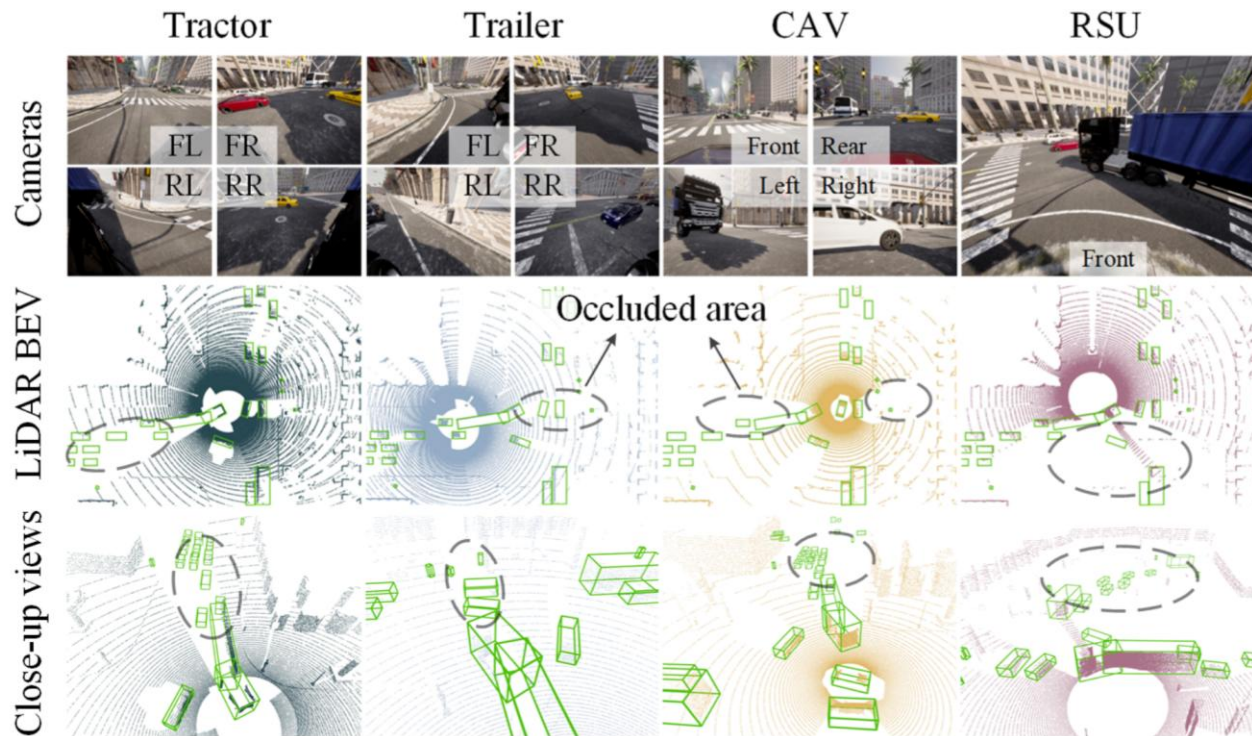 Tractor Trailer CAV RSU
Cameras
FL FR FL FR Front Rear
RL RR RL RR Left Right
Front
LiDAR BEV
Occluded area
Close-up views